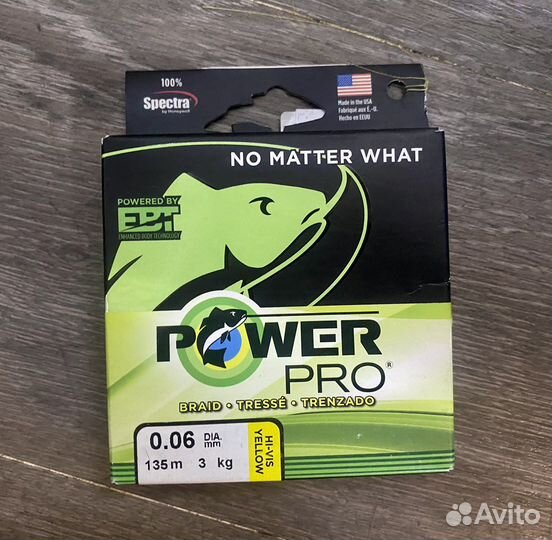 100%
Spectra
by Honeywell
Made in the USA
Fabriqué aux É.-U.
Hecho en EEUU
NO MATTER WHAT
POWERED BY
EBT
ENHANCED BODY TECHNOLOGY
POWER
PRO®
BRAID • TRESSÉ • TRENZADO
0.06 DIA. mm
135m 3 kg
HI-VIS
YELLOW
Avito